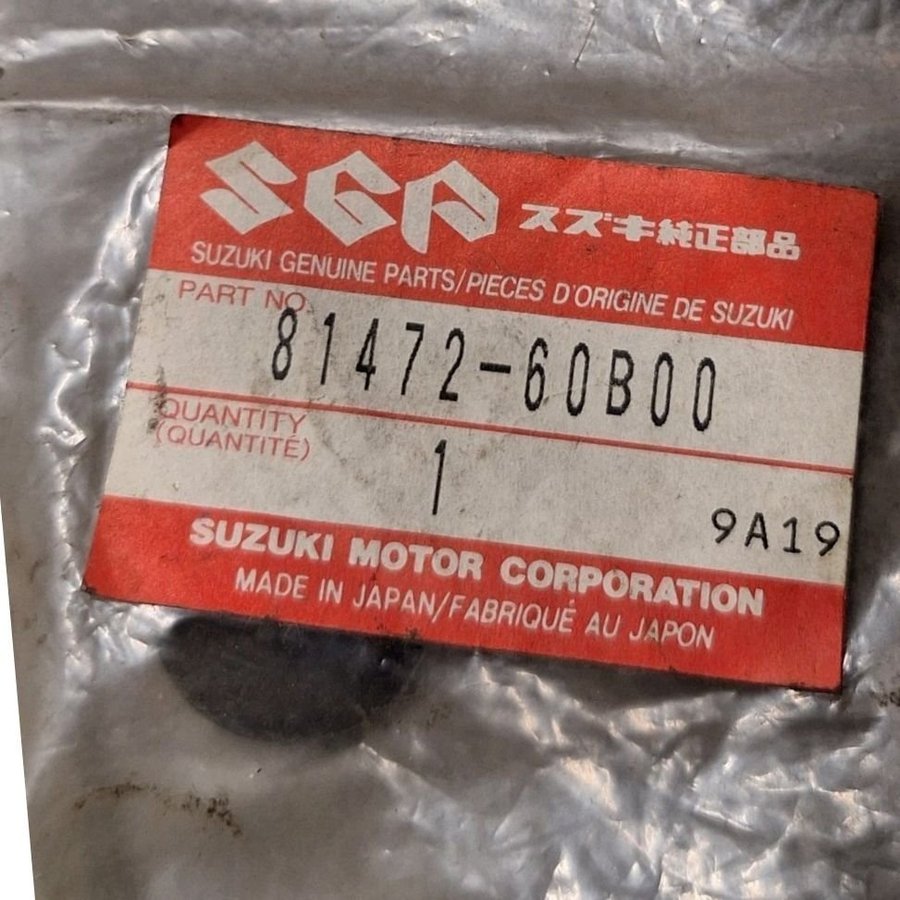 SGP スズキ純正部品
SUZUKI GENUINE PARTS/PIECES D'ORIGINE DE SUZUKI
PART NO.
81472-60B00
QUANTITY
(QUANTITÉ)
1
9A19
SUZUKI MOTOR CORPORATION
MADE IN JAPAN/FABRIQUÉ AU JAPON